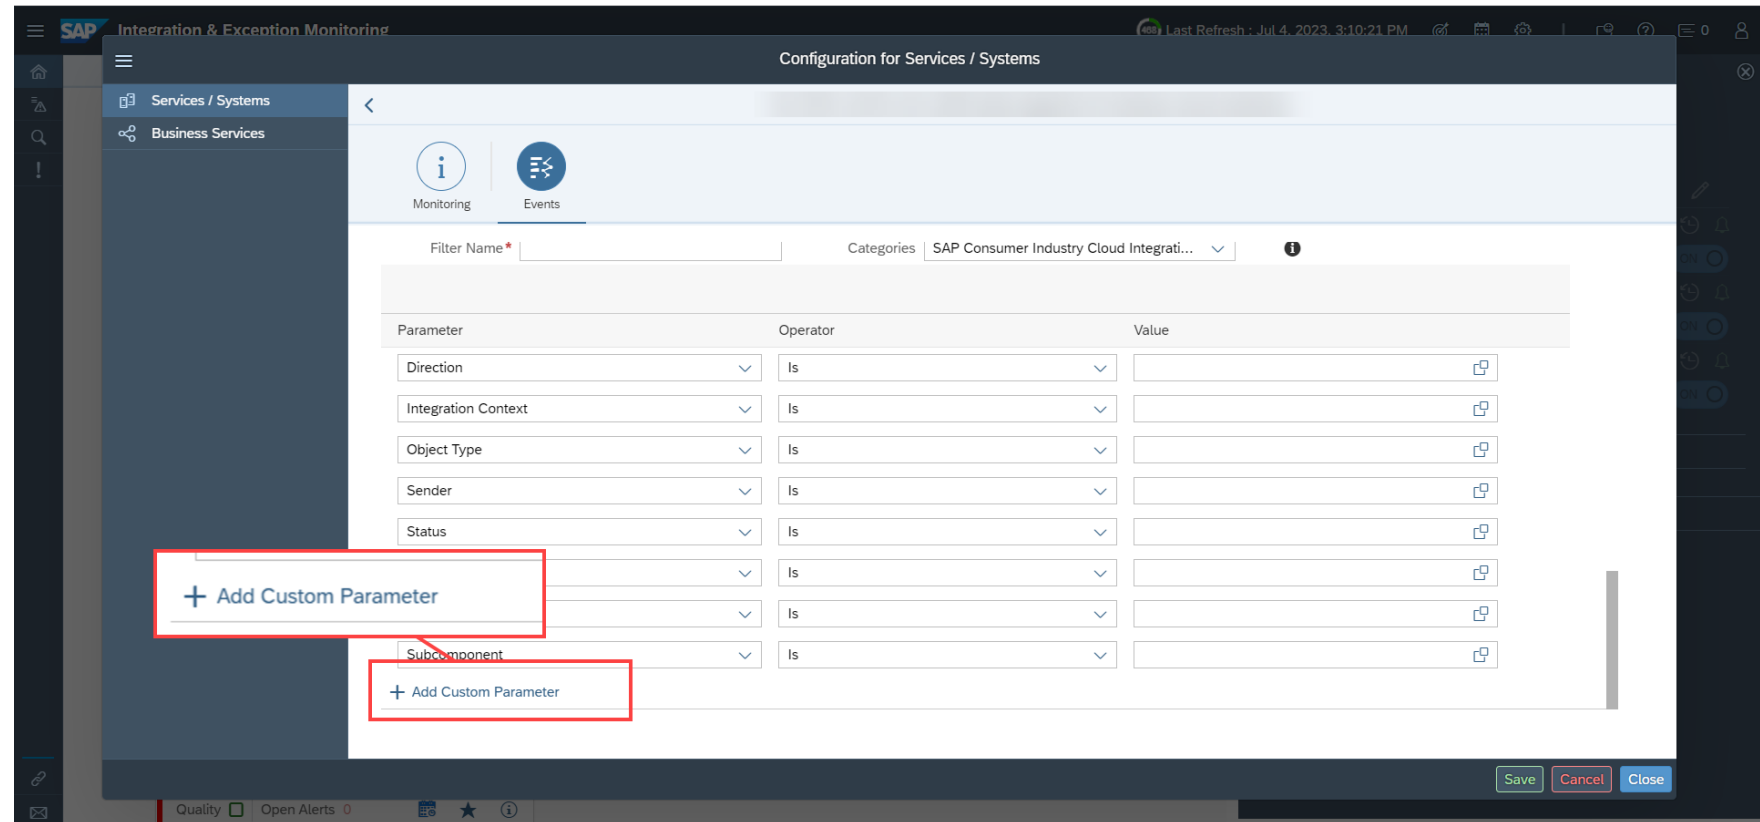 SAP Integration & Exception Monitoring
Last Refresh : Jul 4, 2023, 3:10:21 PM
0
Configuration for Services / Systems
Services / Systems
Business Services
Monitoring
Events
Filter Name*
Categories
SAP Consumer Industry Cloud Integrati...
Parameter Operator Value
Direction Is
Integration Context Is
Object Type Is
Sender Is
Status Is
Is
Is
+ Add Custom Parameter
Subcomponent Is
+ Add Custom Parameter
Save Cancel Close
Quality Open Alerts 0
ON
ON
ON